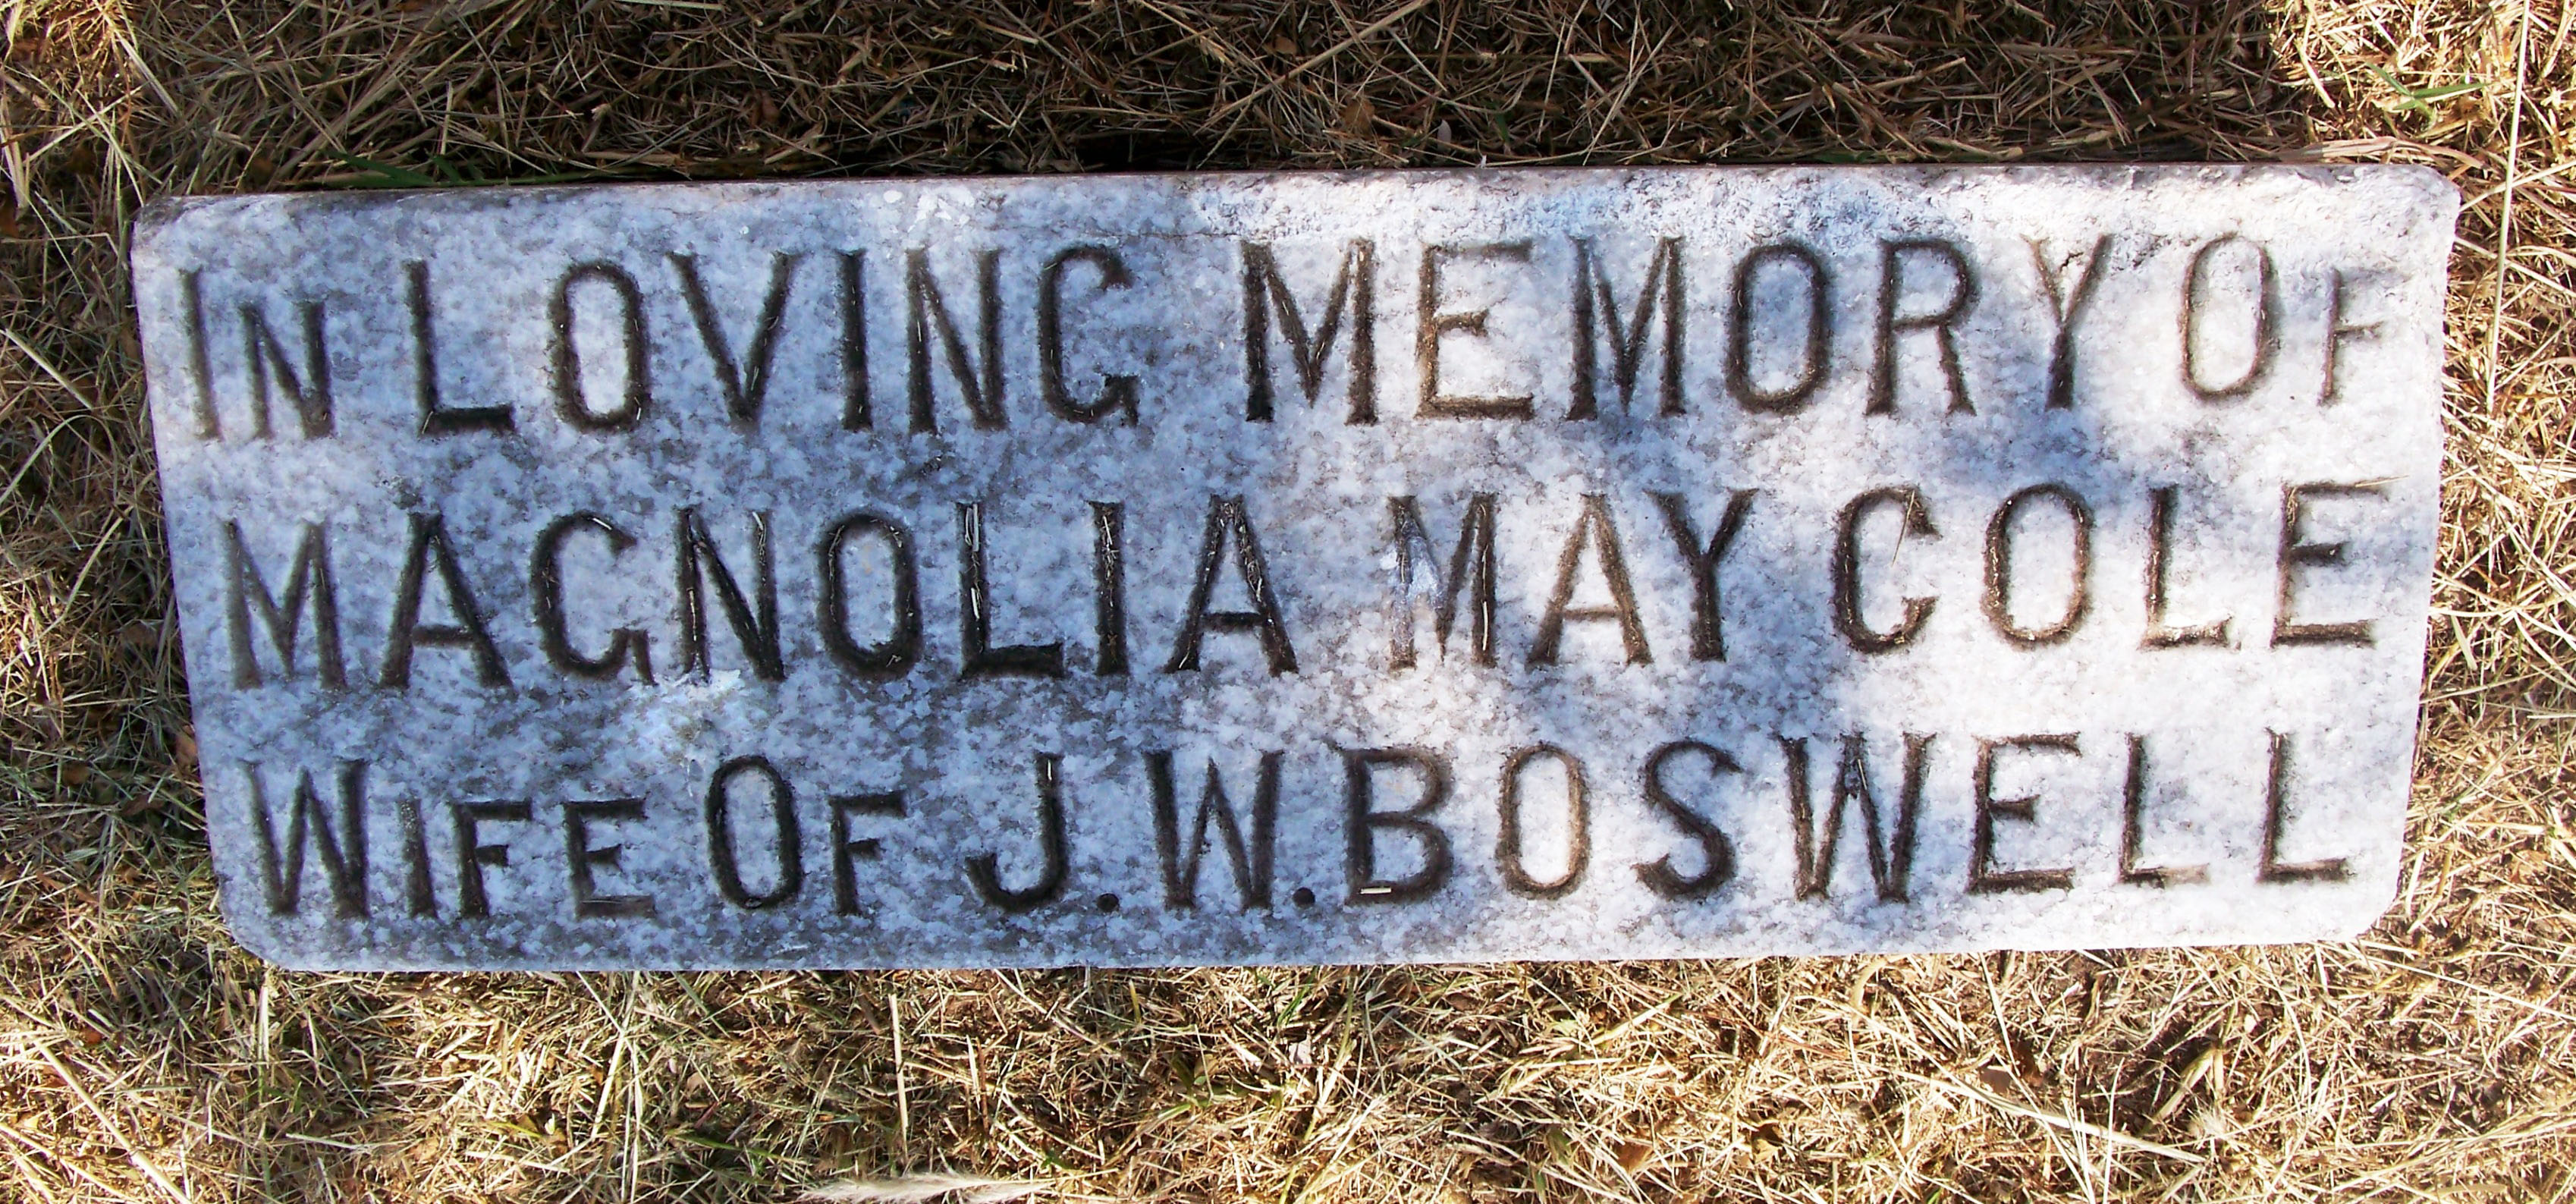 IN LOVING MEMORY OF
MAGNOLIA MAY COLE
WIFE OF J.W. BOSWELL